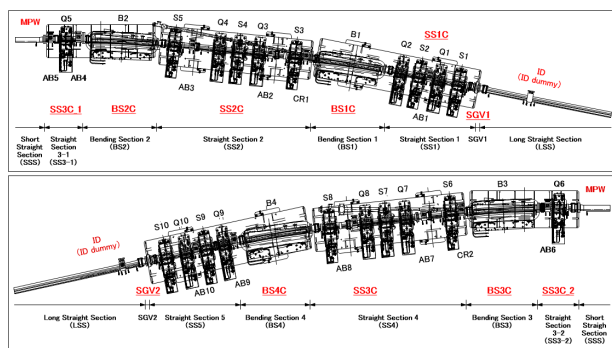 MPW Q5 B2 S5 Q4 S4 Q3 S3 B1 Q2 S2 Q1 S1 SS1C
AB5 AB4 AB3 AB2 CR1 AB1 ID
(ID dummy)
SS3C_1 BS2C SS2C BS1C SGV1
Short
Straight
Section
(SSS)
Straight
Section
3-1
(SS3-1)
Bending Section 2
(BS2)
Straight Section 2
(SS2)
Bending Section 1
(BS1)
Straight Section 1
(SS1)
SGV1
Long Straight Section
(LSS)
ID
(ID dummy)
S10 Q10 S9 Q9 B4 S8 Q8 S7 Q7 S6 B3 Q6 MPW
AB10 AB9 AB8 AB7 CR2 AB6
SGV2 SS5C BS4C SS3C BS3C SS3C_2
Long Straight Section
(LSS)
SGV2
Straight Section 5
(SS5)
Bending Section 4
(BS4)
Straight Section 4
(SS4)
Bending Section 3
(BS3)
Straight
Section
3-2
(SS3-2)
Short
Straigh
Section
(SSS)